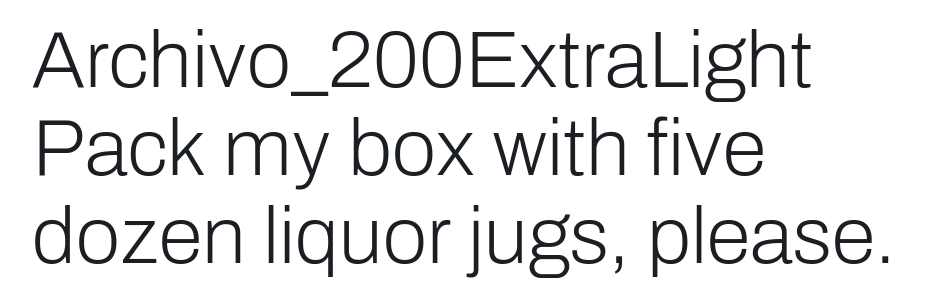 Archivo_200ExtraLight
Pack my box with five
dozen liquor jugs, please.